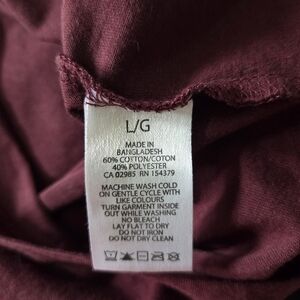 L/G
MADE IN
BANGLADESH
60% COTTON/COTON
40% POLYESTER
CA 02985 RN 154379
MACHINE WASH COLD
ON GENTLE CYCLE WITH
LIKE COLOURS
TURN GARMENT INSIDE
OUT WHILE WASHING
NO BLEACH
LAY FLAT TO DRY
DO NOT IRON
DO NOT DRY CLEAN